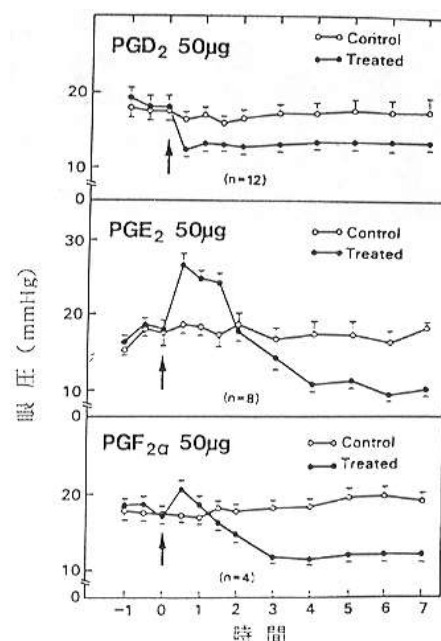 PGD₂ 50μg
Control
Treated
20
10
(n=12)
0
PGE₂ 50μg
Control
Treated
30
20
10
(n=8)
0
PGF₂α 50μg
Control
Treated
20
10
(n=4)
0
眼圧 (mmHg)
-1 0 1 2 3 4 5 6 7
時間